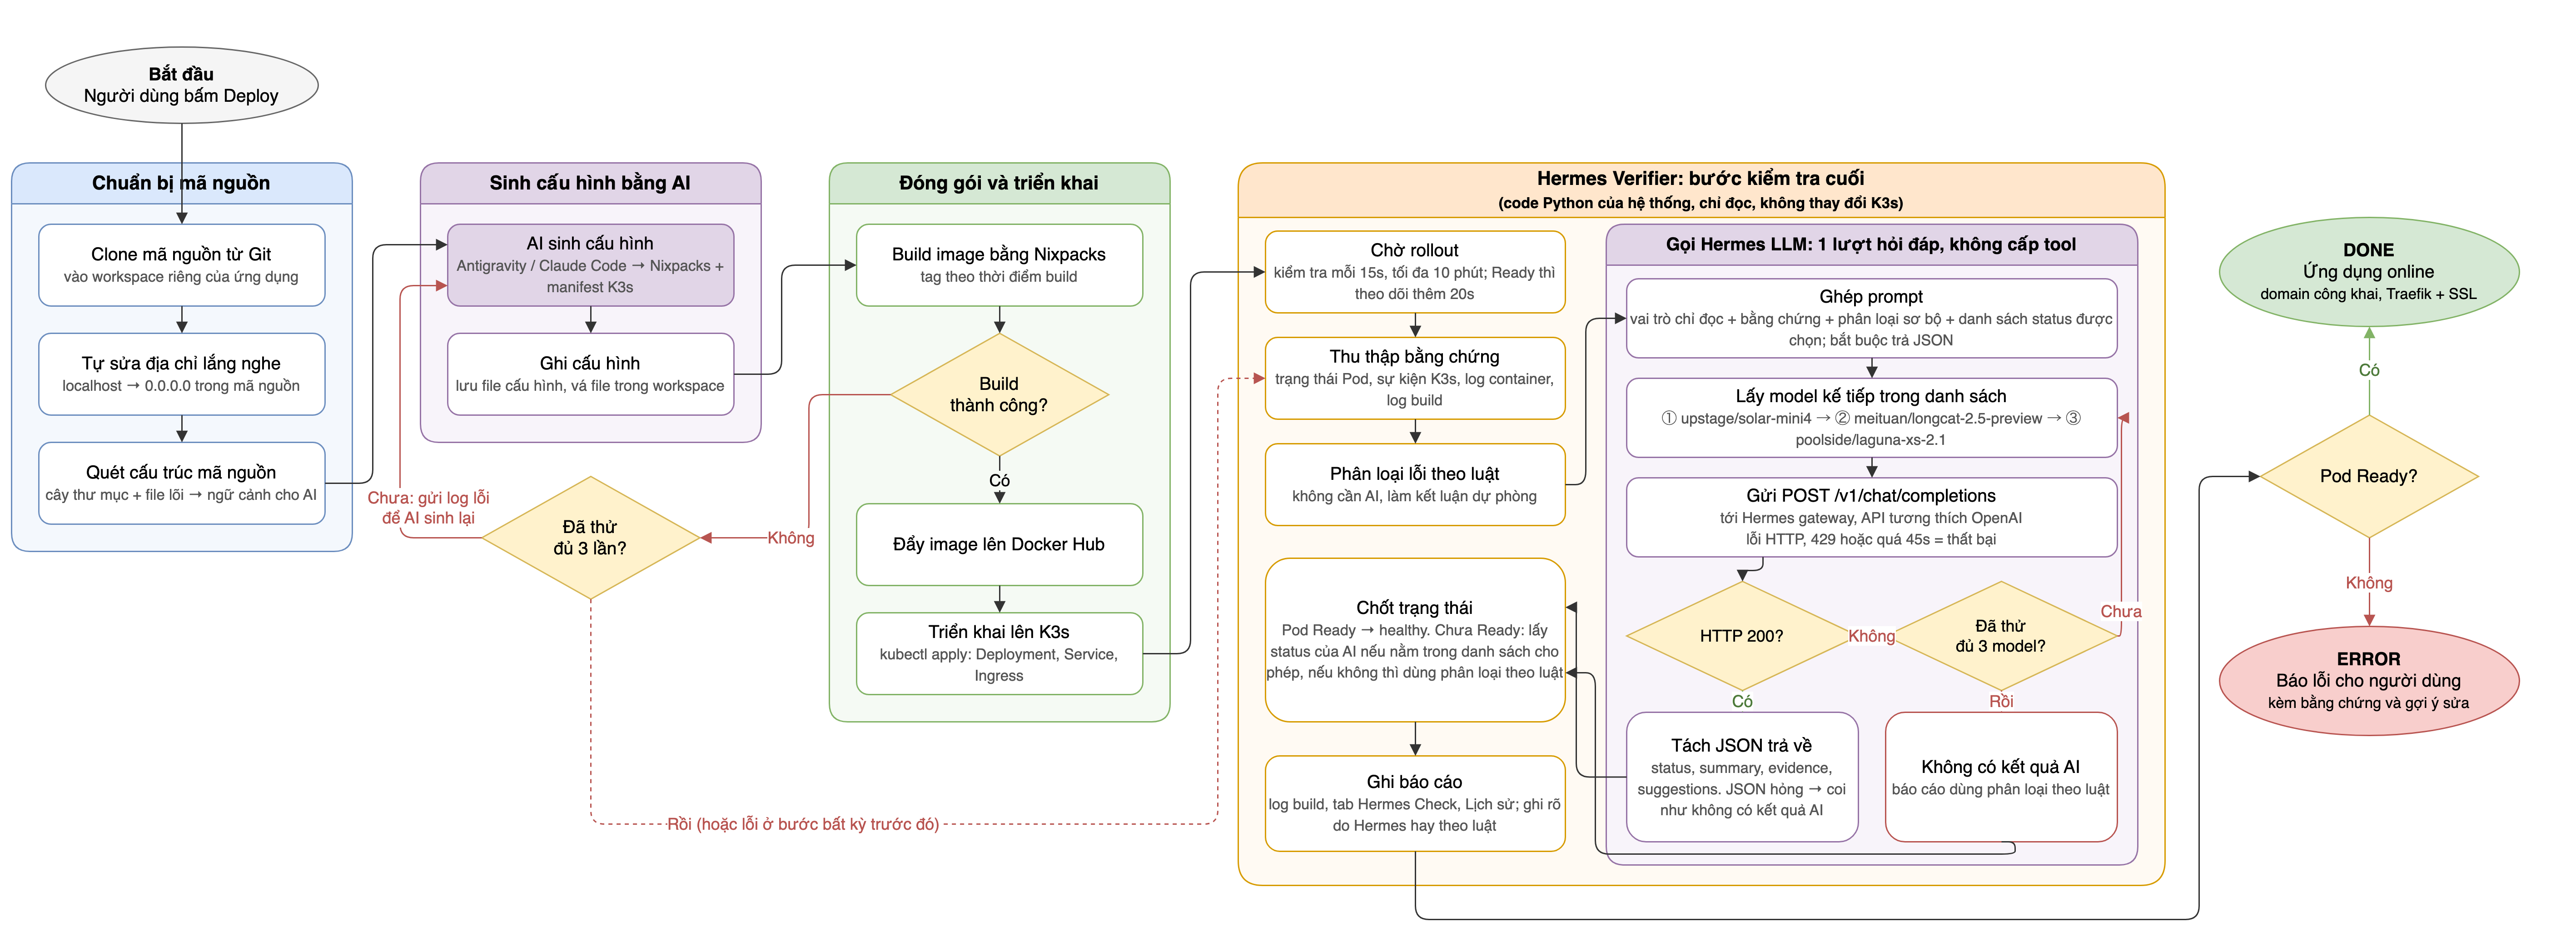 Bắt đầu
Người dùng bấm Deploy
Chuẩn bị mã nguồn
Clone mã nguồn từ Git
vào workspace riêng của ứng dụng
Tự sửa địa chỉ lắng nghe
localhost → 0.0.0.0 trong mã nguồn
Quét cấu trúc mã nguồn
cây thư mục + file lõi → ngữ cảnh cho AI
Sinh cấu hình bằng AI
AI sinh cấu hình
Antigravity / Claude Code → Nixpacks +
manifest K3s
Ghi cấu hình
lưu file cấu hình, vá file trong workspace
Chưa: gửi log lỗi
để AI sinh lại
Đã thử
đủ 3 lần?
Không
Rồi (hoặc lỗi ở bước bất kỳ trước đó)
Đóng gói và triển khai
Build image bằng Nixpacks
tag theo thời điểm build
Build
thành công?
Có
Đẩy image lên Docker Hub
Triển khai lên K3s
kubectl apply: Deployment, Service,
Ingress
Hermes Verifier: bước kiểm tra cuối
(code Python của hệ thống, chỉ đọc, không thay đổi K3s)
Chờ rollout
kiểm tra mỗi 15s, tối đa 10 phút; Ready thì
theo dõi thêm 20s
Thu thập bằng chứng
trạng thái Pod, sự kiện K3s, log container,
log build
Phân loại lỗi theo luật
không cần AI, làm kết luận dự phòng
Chốt trạng thái
Pod Ready → healthy. Chưa Ready: lấy
status của AI nếu nằm trong danh sách cho
phép, nếu không thì dùng phân loại theo luật
Ghi báo cáo
log build, tab Hermes Check, Lịch sử; ghi rõ
do Hermes hay theo luật
Gọi Hermes LLM: 1 lượt hỏi đáp, không cấp tool
Ghép prompt
vai trò chỉ đọc + bằng chứng + phân loại sơ bộ + danh sách status được
chọn; bắt buộc trả JSON
Lấy model kế tiếp trong danh sách
① upstage/solar-mini4 → ② meituan/longcat-2.5-preview → ③
poolside/laguna-xs-2.1
Gửi POST /v1/chat/completions
tới Hermes gateway, API tương thích OpenAI
lỗi HTTP, 429 hoặc quá 45s = thất bại
HTTP 200?
Không
Đã thử
đủ 3 model?
Chưa
Có
Rồi
Tách JSON trả về
status, summary, evidence,
suggestions. JSON hỏng → coi
như không có kết quả AI
Không có kết quả AI
báo cáo dùng phân loại theo luật
DONE
Ứng dụng online
domain công khai, Traefik + SSL
Có
Pod Ready?
Không
ERROR
Báo lỗi cho người dùng
kèm bằng chứng và gợi ý sửa